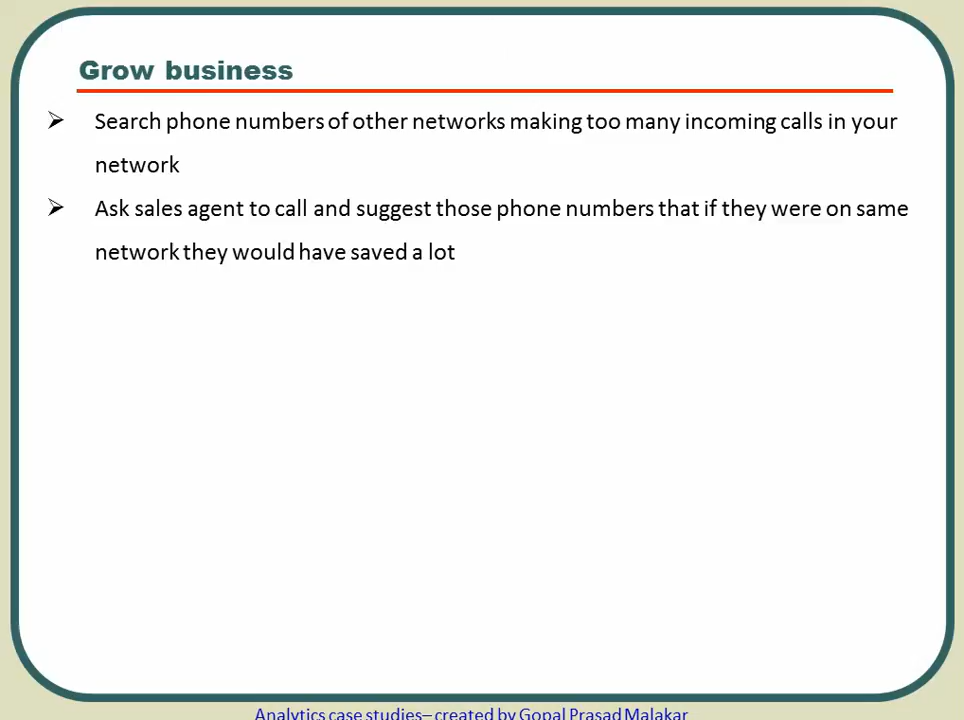 Grow business
Search phone numbers of other networks making too many incoming calls in your
network
Ask sales agent to call and suggest those phone numbers that if they were on same
network they would have saved a lot
Analytics case studies– created by Gopal Prasad Malakar